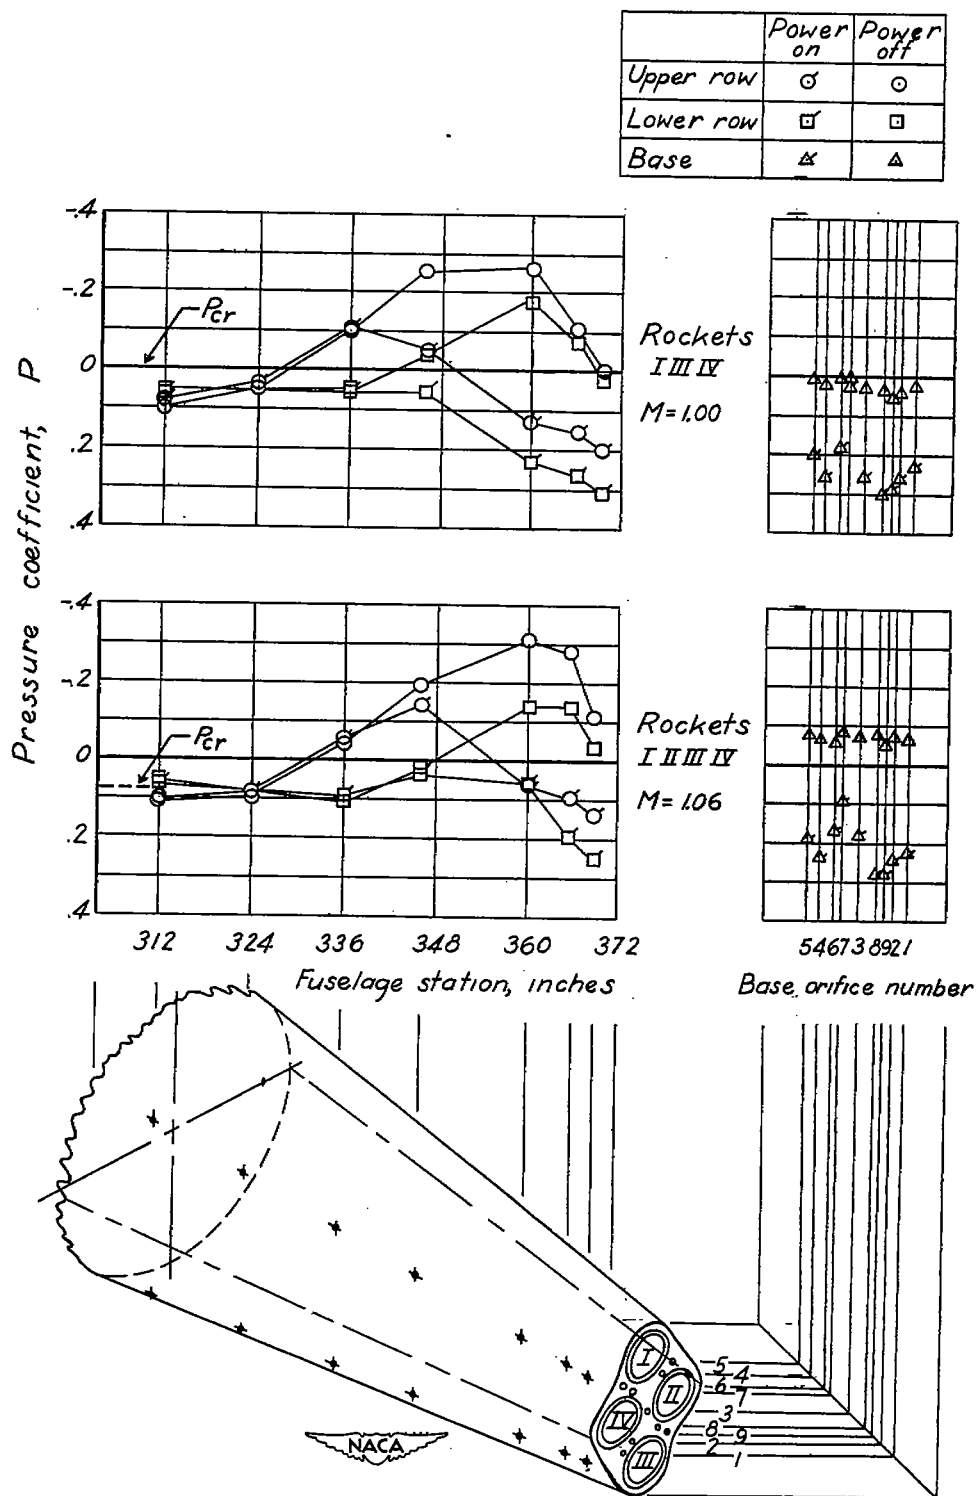 Power on
Power off
Upper row
Lower row
Base
Pressure coefficient, P
-.4
-.2
0
.2
.4
Pcr
Rockets
I III IV
M=1.00
-.4
-.2
0
.2
.4
Pcr
Rockets
I II III IV
M=1.06
312 324 336 348 360 372
Fuselage station, inches
5467138921
Base orifice number
I
II
IV
III
5
4
6
7
3
8
9
2
1
NACA